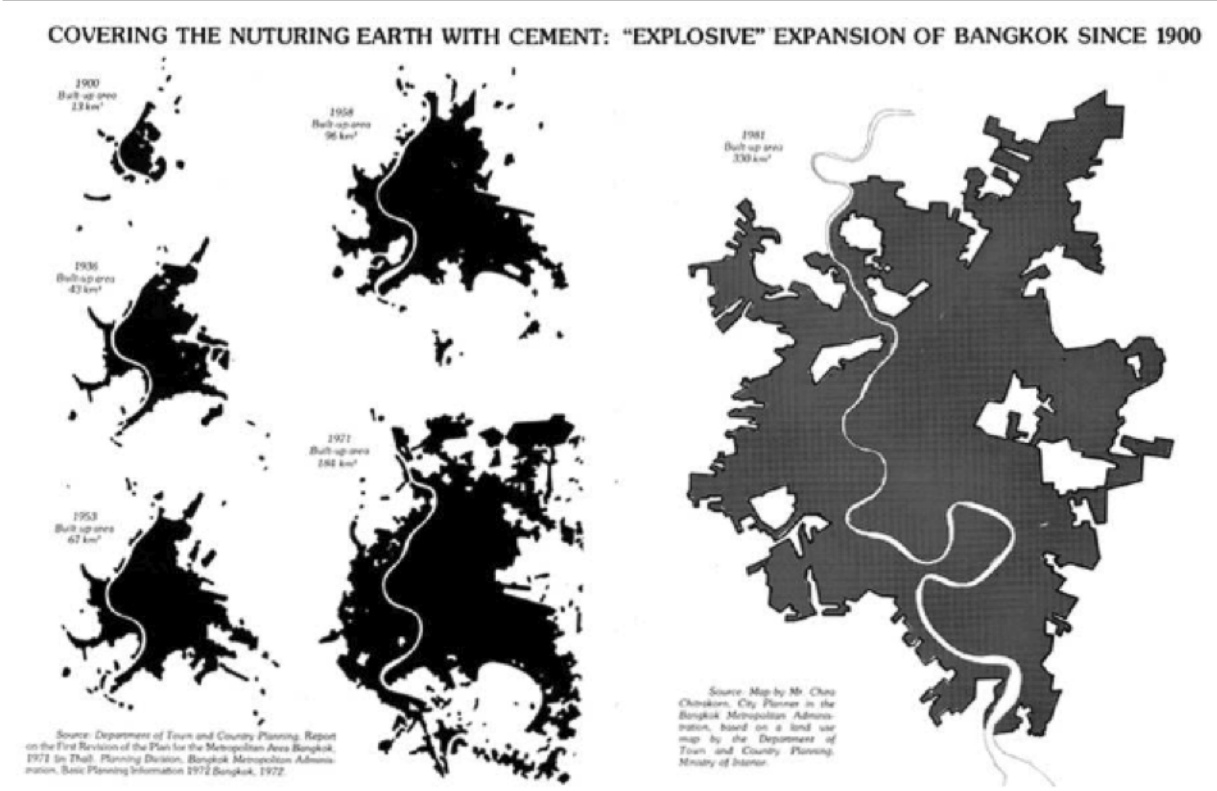 COVERING THE NUTURING EARTH WITH CEMENT: "EXPLOSIVE" EXPANSION OF BANGKOK SINCE 1900
1900
Built-up area
13 km²
1936
Built-up area
43 km²
1953
Built-up area
67 km²
1958
Built-up area
96 km²
1971
Built-up area
184 km²
1981
Built-up area
330 km²
Source: Department of Town and Country Planning. Report
on the First Revision of the Plan for the Metropolitan Area Bangkok,
1971 (in Thai). Planning Division, Bangkok Metropolitan Adminis-
tration, Basic Planning Information 1972 Bangkok, 1972.
Source: Map by Mr. Chira
Chitrakorn, City Planner in the
Bangkok Metropolitan Adminis-
tration, based on a land use
map by the Department of
Town and Country Planning,
Ministry of Interior.